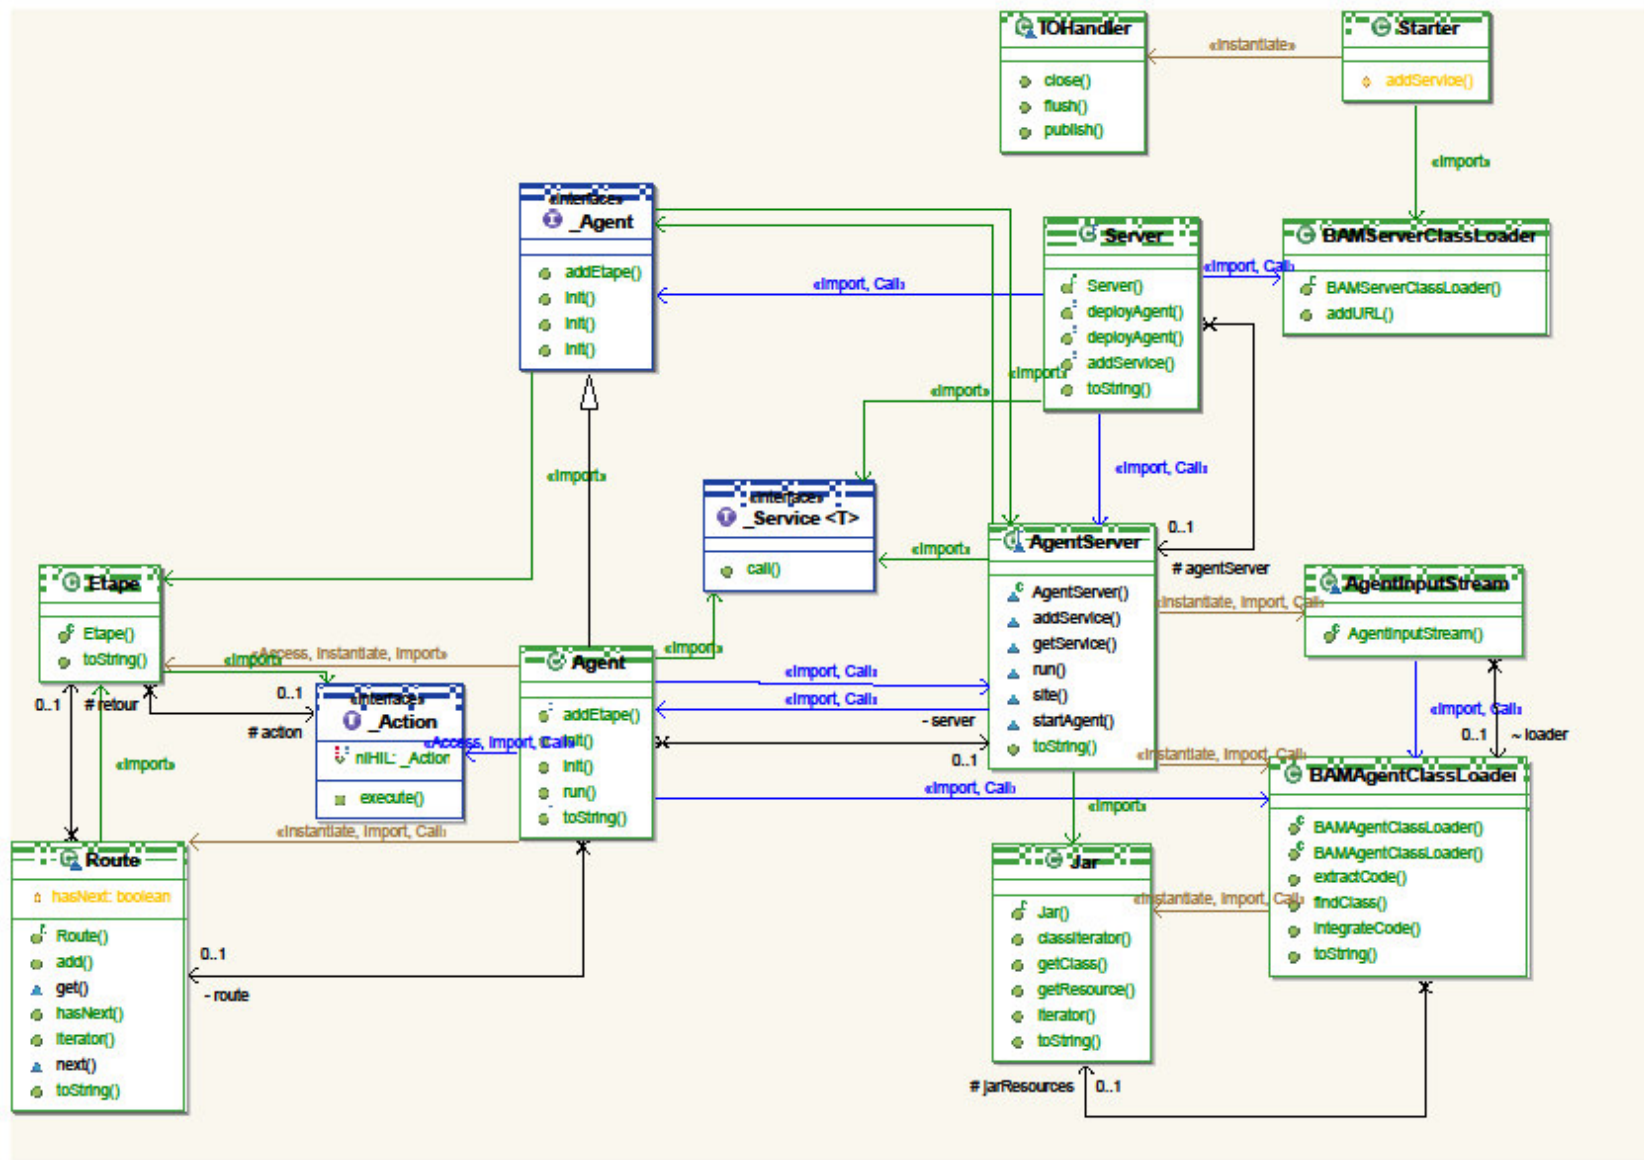 IOHandler
close()
flush()
publish()
«Instantiate»
Starter
addService()
«Import»
«Interface»
_Agent
addEtape()
Init()
Init()
Init()
«Import, Call»
Server
Server()
deployAgent()
deployAgent()
addService()
toString()
«Import, Call»
BAMServerClassLoader
BAMServerClassLoader()
addURL()
«Import»
«Import»
«Import»
«Import, Call»
«Interface»
_Service <T>
call()
«Import»
0..1
# agentServer
AgentServer
AgentServer()
addService()
getService()
run()
site()
startAgent()
toString()
«Instantiate, Import, Call»
AgentInputStream
AgentInputStream()
Etape
Etape()
toString()
«Access, Instantiate, Import»
«Import»
0..1
# retour
0..1
# action
«Import»
«Interface»
_Action
nIHIL: _Action
execute()
«Access, Import, Call»
Agent
addEtape()
Init()
Init()
run()
toString()
«Import»
«Import, Call»
«Import, Call»
- server
0..1
«Import, Call»
«Import, Call»
0..1
~ loader
«Instantiate, Import, Call»
BAMAgentClassLoader
BAMAgentClassLoader()
BAMAgentClassLoader()
extractCode()
findClass()
integrateCode()
toString()
«Import»
«Instantiate, Import, Call»
Route
hasNext: boolean
Route()
add()
get()
hasNext()
iterator()
next()
toString()
0..1
- route
Jar
Jar()
classIterator()
getClass()
getResource()
iterator()
toString()
«Instantiate, Import, Call»
# jarResources
0..1